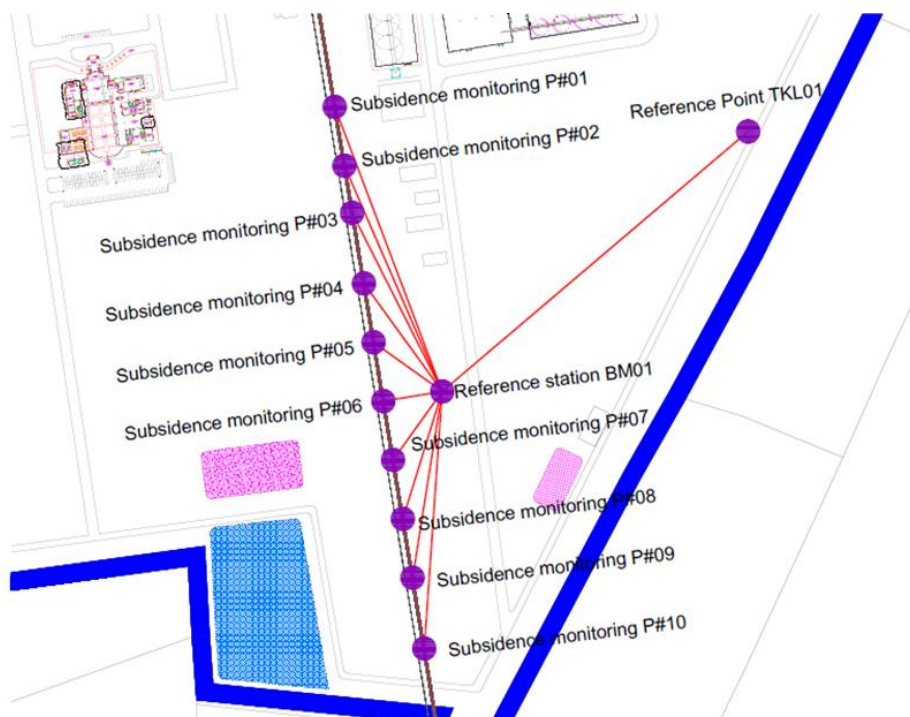 Subsidence monitoring P#01
Reference Point TKL01
Subsidence monitoring P#02
Subsidence monitoring P#03
Subsidence monitoring P#04
Subsidence monitoring P#05
Reference station BM01
Subsidence monitoring P#06
Subsidence monitoring P#07
Subsidence monitoring P#08
Subsidence monitoring P#09
Subsidence monitoring P#10